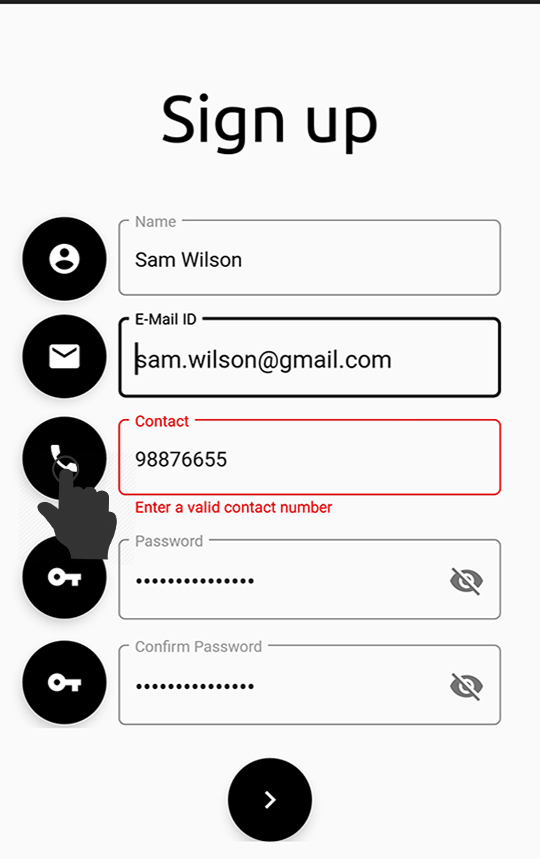 Sign up
Name
Sam Wilson
E-Mail ID
sam.wilson@gmail.com
Contact
98876655
Enter a valid contact number
Password
•••••••••••••••
Confirm Password
•••••••••••••••